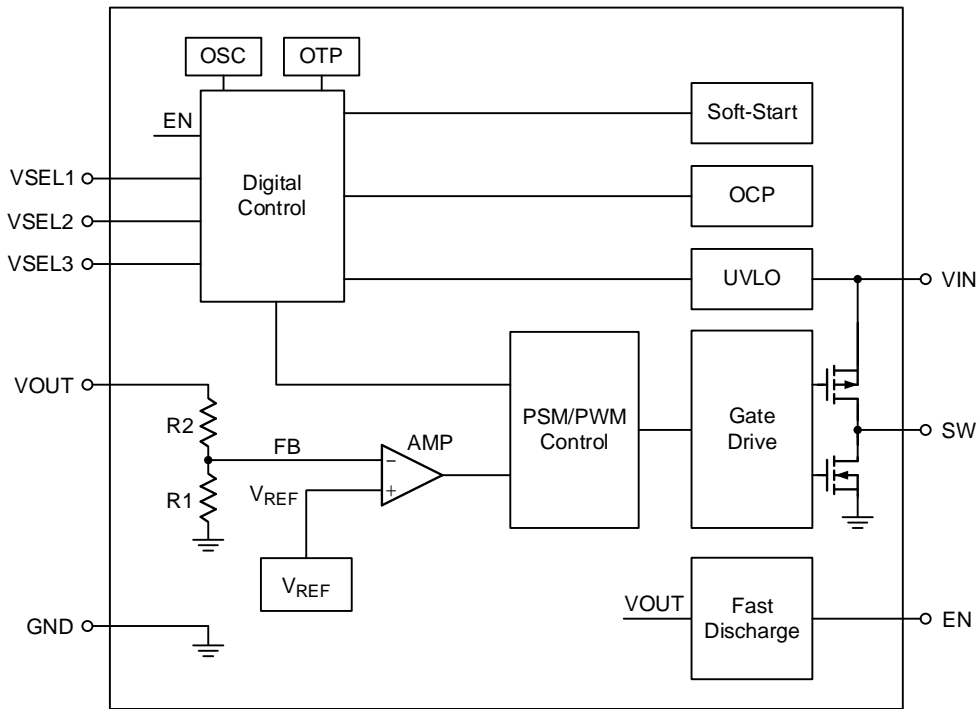 OSC
OTP
EN
Soft-Start
VSEL1
Digital
Control
OCP
VSEL2
VSEL3
UVLO
VIN
VOUT
R2
FB
AMP
PSM/PWM
Control
Gate
Drive
SW
R1
VREF
−
+
VREF
VOUT
Fast
Discharge
EN
GND